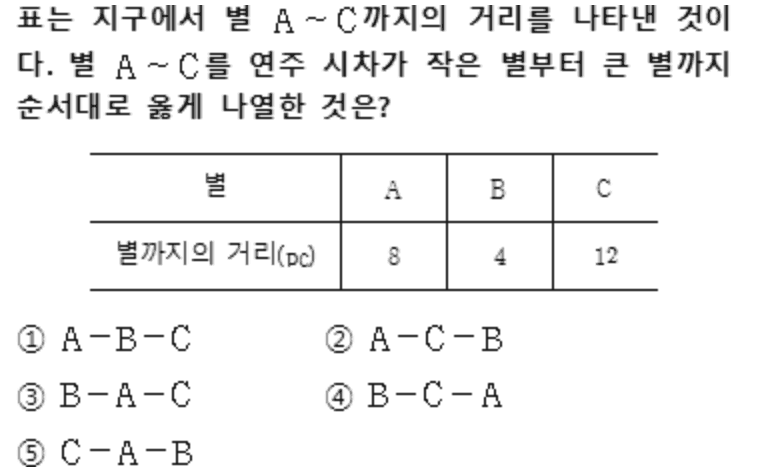 표는 지구에서 별 A ~ C까지의 거리를 나타낸 것이
다. 별 A ~ C를 연주 시차가 작은 별부터 큰 별까지
순서대로 옳게 나열한 것은?
별 A B C
별까지의 거리(pc) 8 4 12
① A-B-C ② A-C-B
③ B-A-C ④ B-C-A
⑤ C-A-B